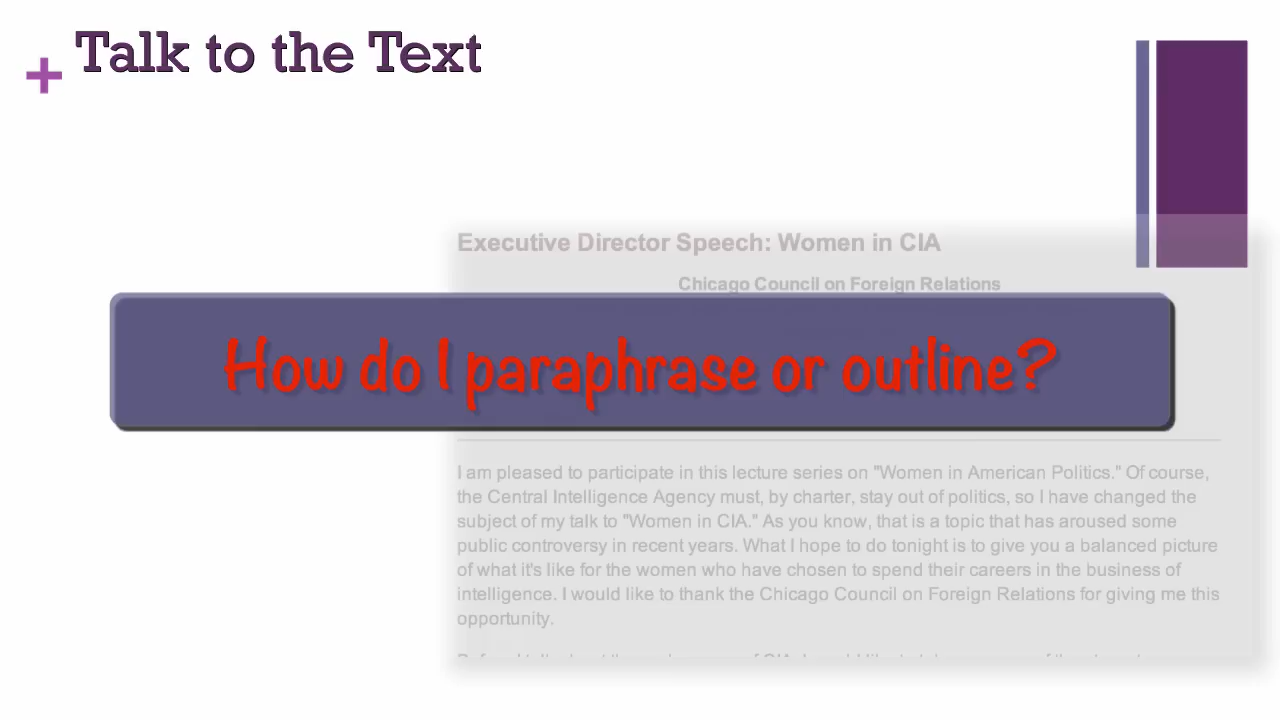 + Talk to the Text
Executive Director Speech: Women in CIA
Chicago Council on Foreign Relations
How do I paraphrase or outline?
I am pleased to participate in this lecture series on "Women in American Politics." Of course,
the Central Intelligence Agency must, by charter, stay out of politics, so I have changed the
subject of my talk to "Women in CIA." As you know, that is a topic that has aroused some
public controversy in recent years. What I hope to do tonight is to give you a balanced picture
of what it's like for the women who have chosen to spend their careers in the business of
intelligence. I would like to thank the Chicago Council on Foreign Relations for giving me this
opportunity.